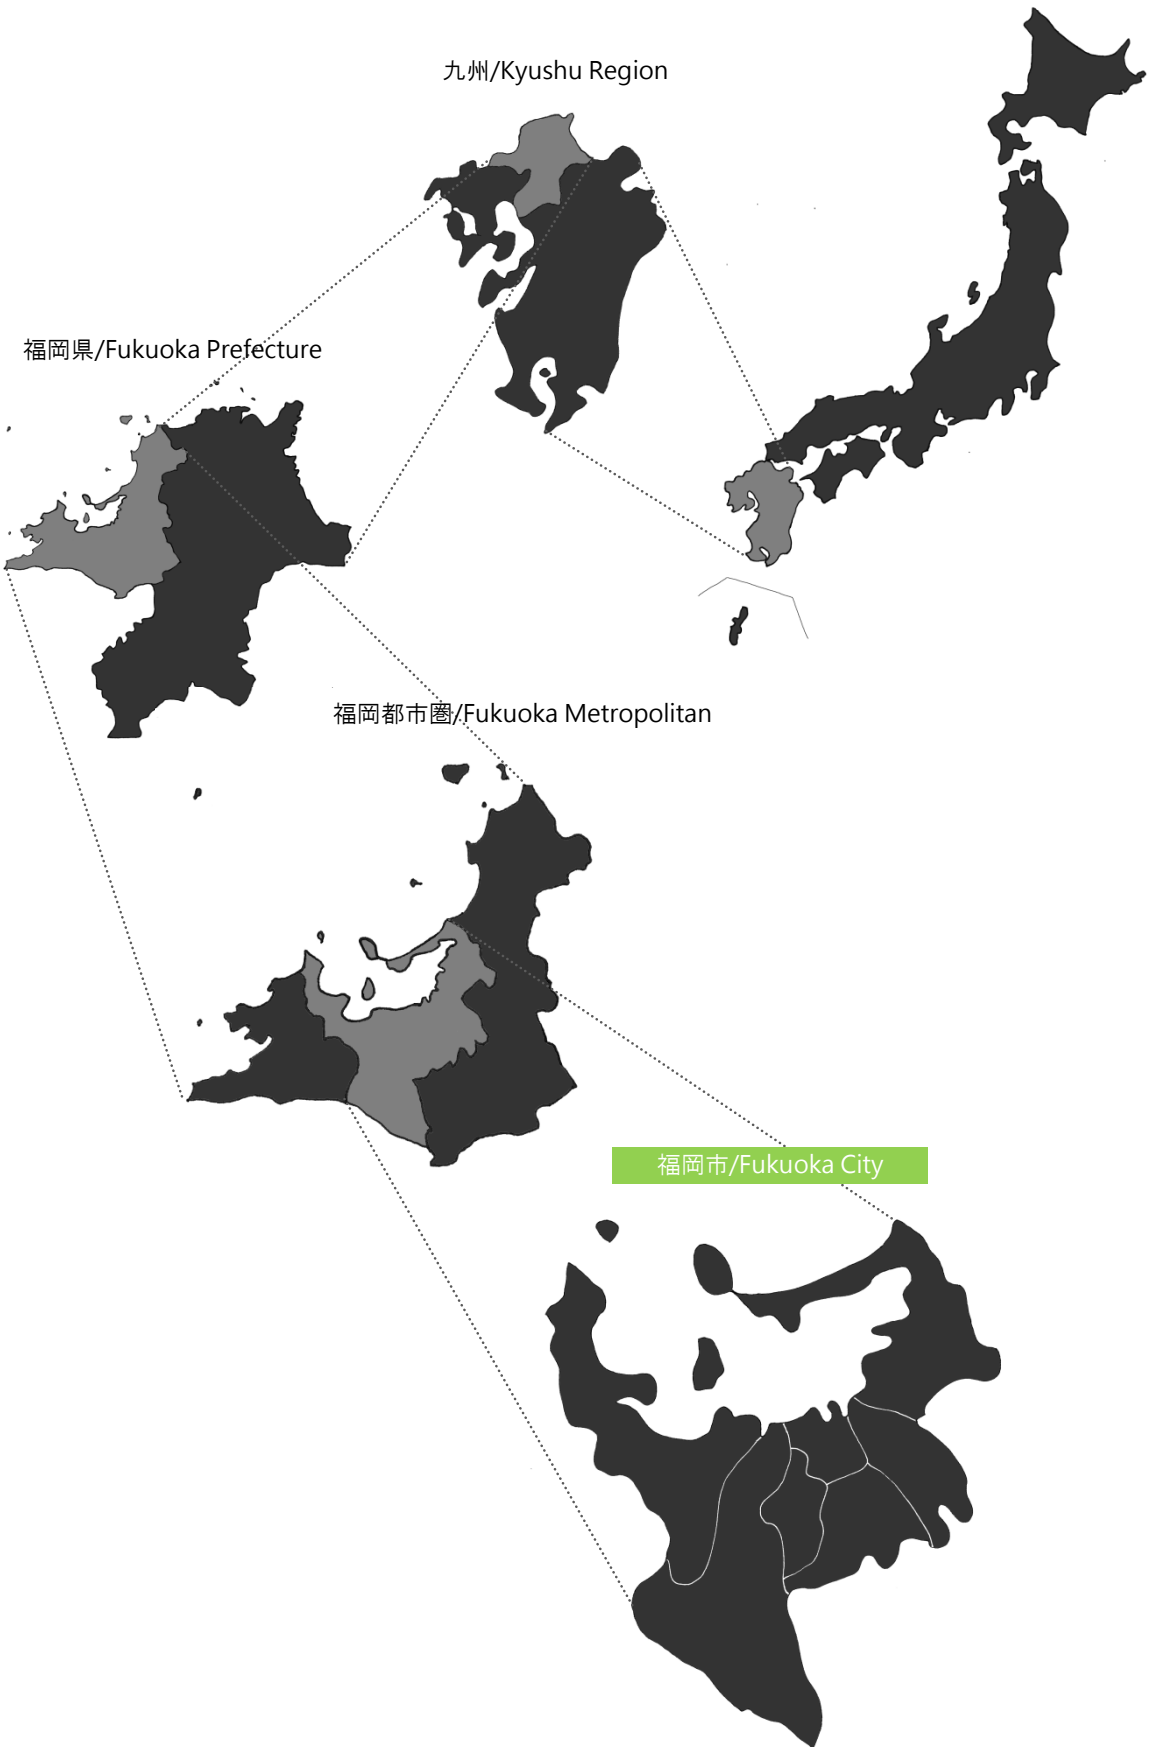 九州/Kyushu Region
福岡県/Fukuoka Prefecture
福岡都市圏/Fukuoka Metropolitan
福岡市/Fukuoka City